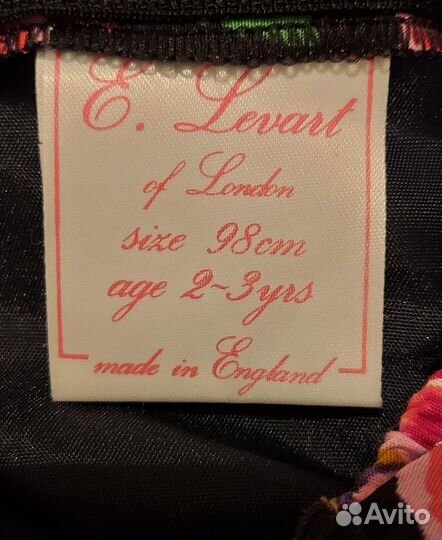 E. Levart
of London
size 98cm
age 2-3yrs
made in England
Avito